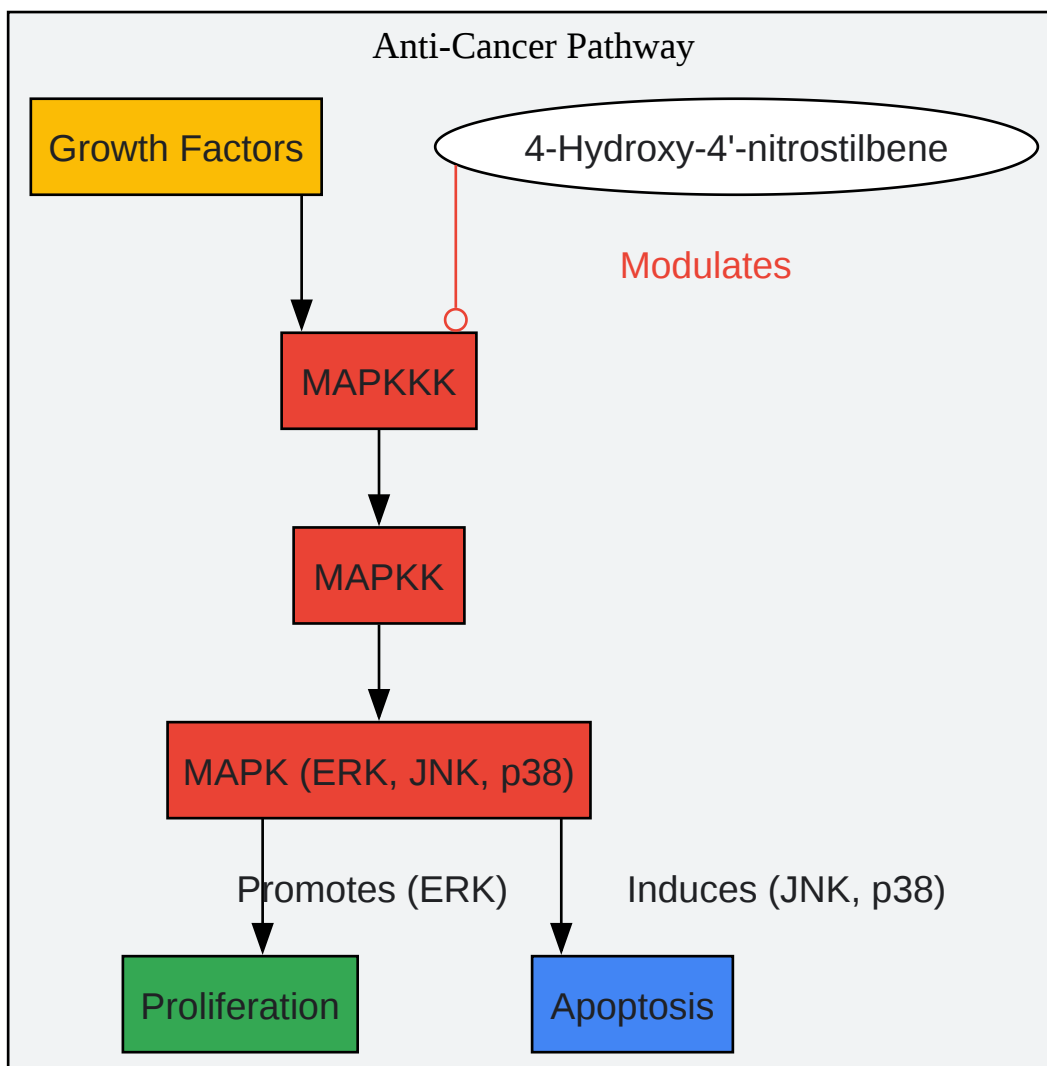 Anti-Cancer Pathway
Growth Factors
4-Hydroxy-4'-nitrostilbene
Modulates
MAPKKK
MAPKK
MAPK (ERK, JNK, p38)
Promotes (ERK)
Induces (JNK, p38)
Proliferation
Apoptosis